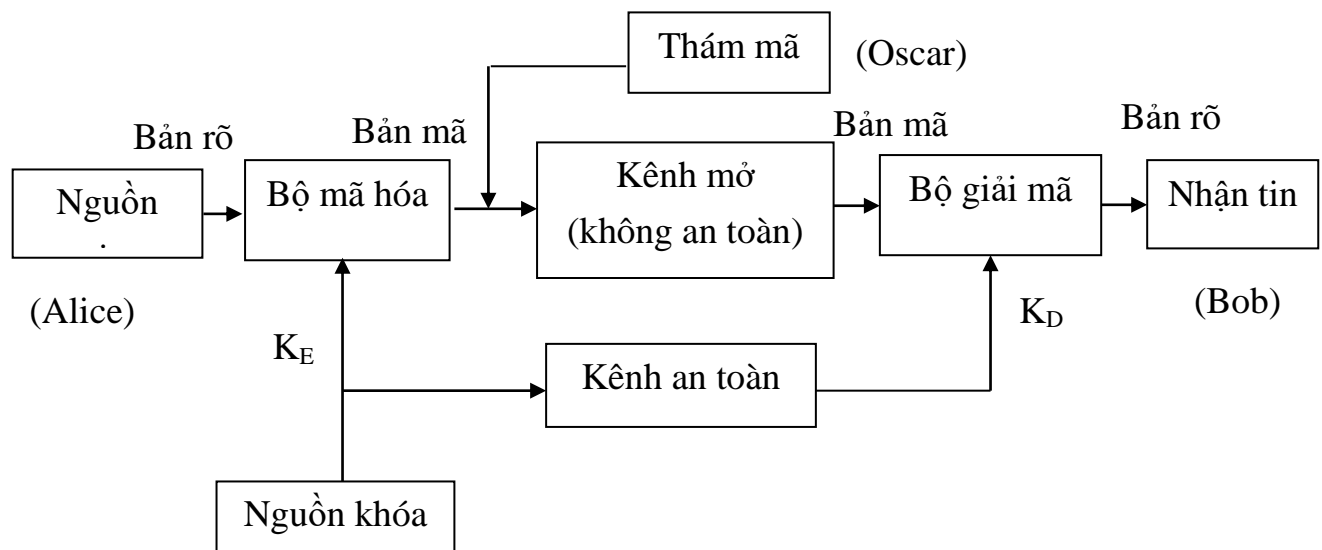 Thám mã
(Oscar)
Bản rõ
Bản mã
Bản mã
Bản rõ
Nguồn
.
Bộ mã hóa
Kênh mở
(không an toàn)
Bộ giải mã
Nhận tin
(Alice)
(Bob)
K_E
K_D
Kênh an toàn
Nguồn khóa